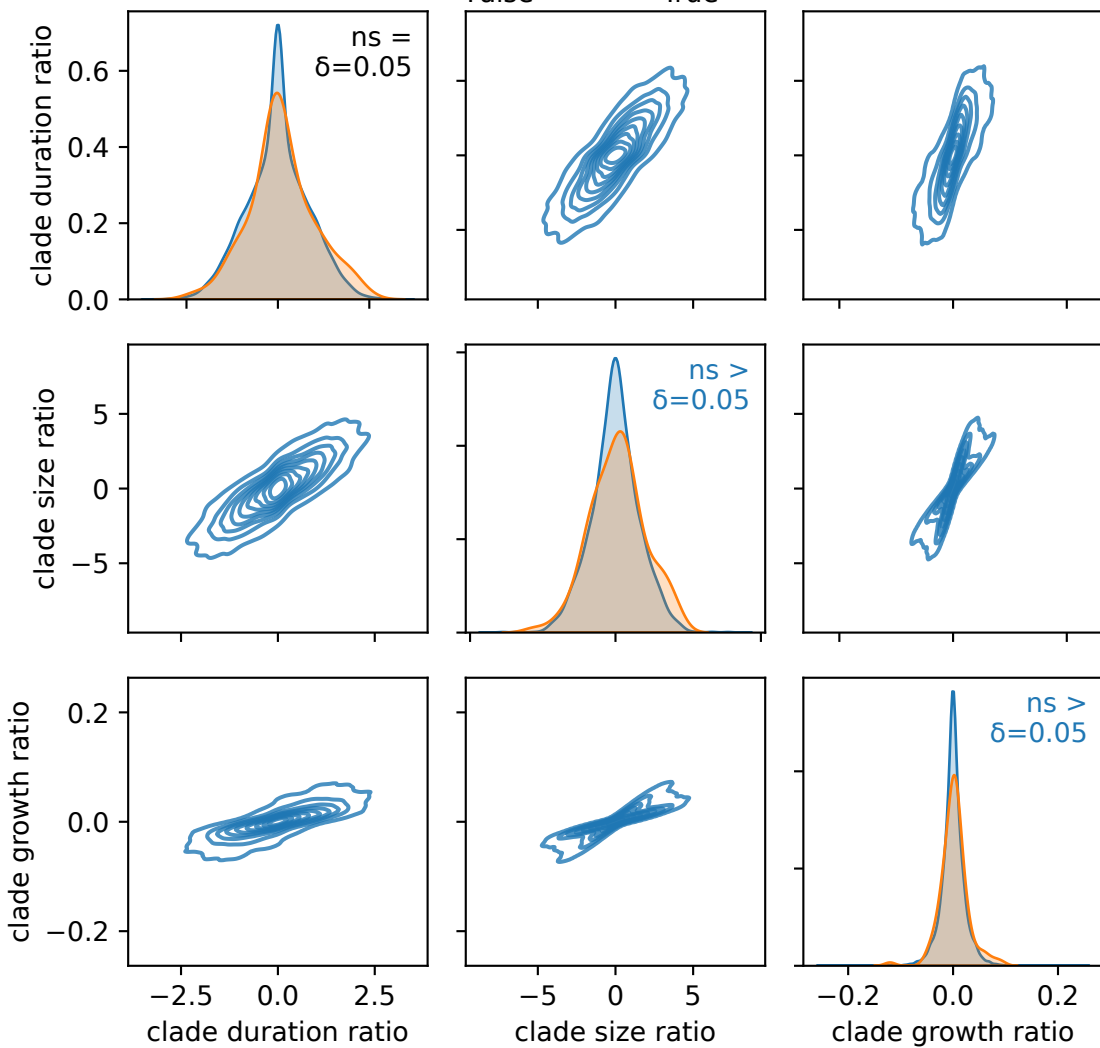 clade duration ratio
0.6
0.4
0.2
0.0
ns =
δ=0.05
clade size ratio
5
0
−5
ns >
δ=0.05
clade growth ratio
0.2
0.0
−0.2
ns >
δ=0.05
−2.5 0.0 2.5
−5 0 5
−0.2 0.0 0.2
clade duration ratio
clade size ratio
clade growth ratio